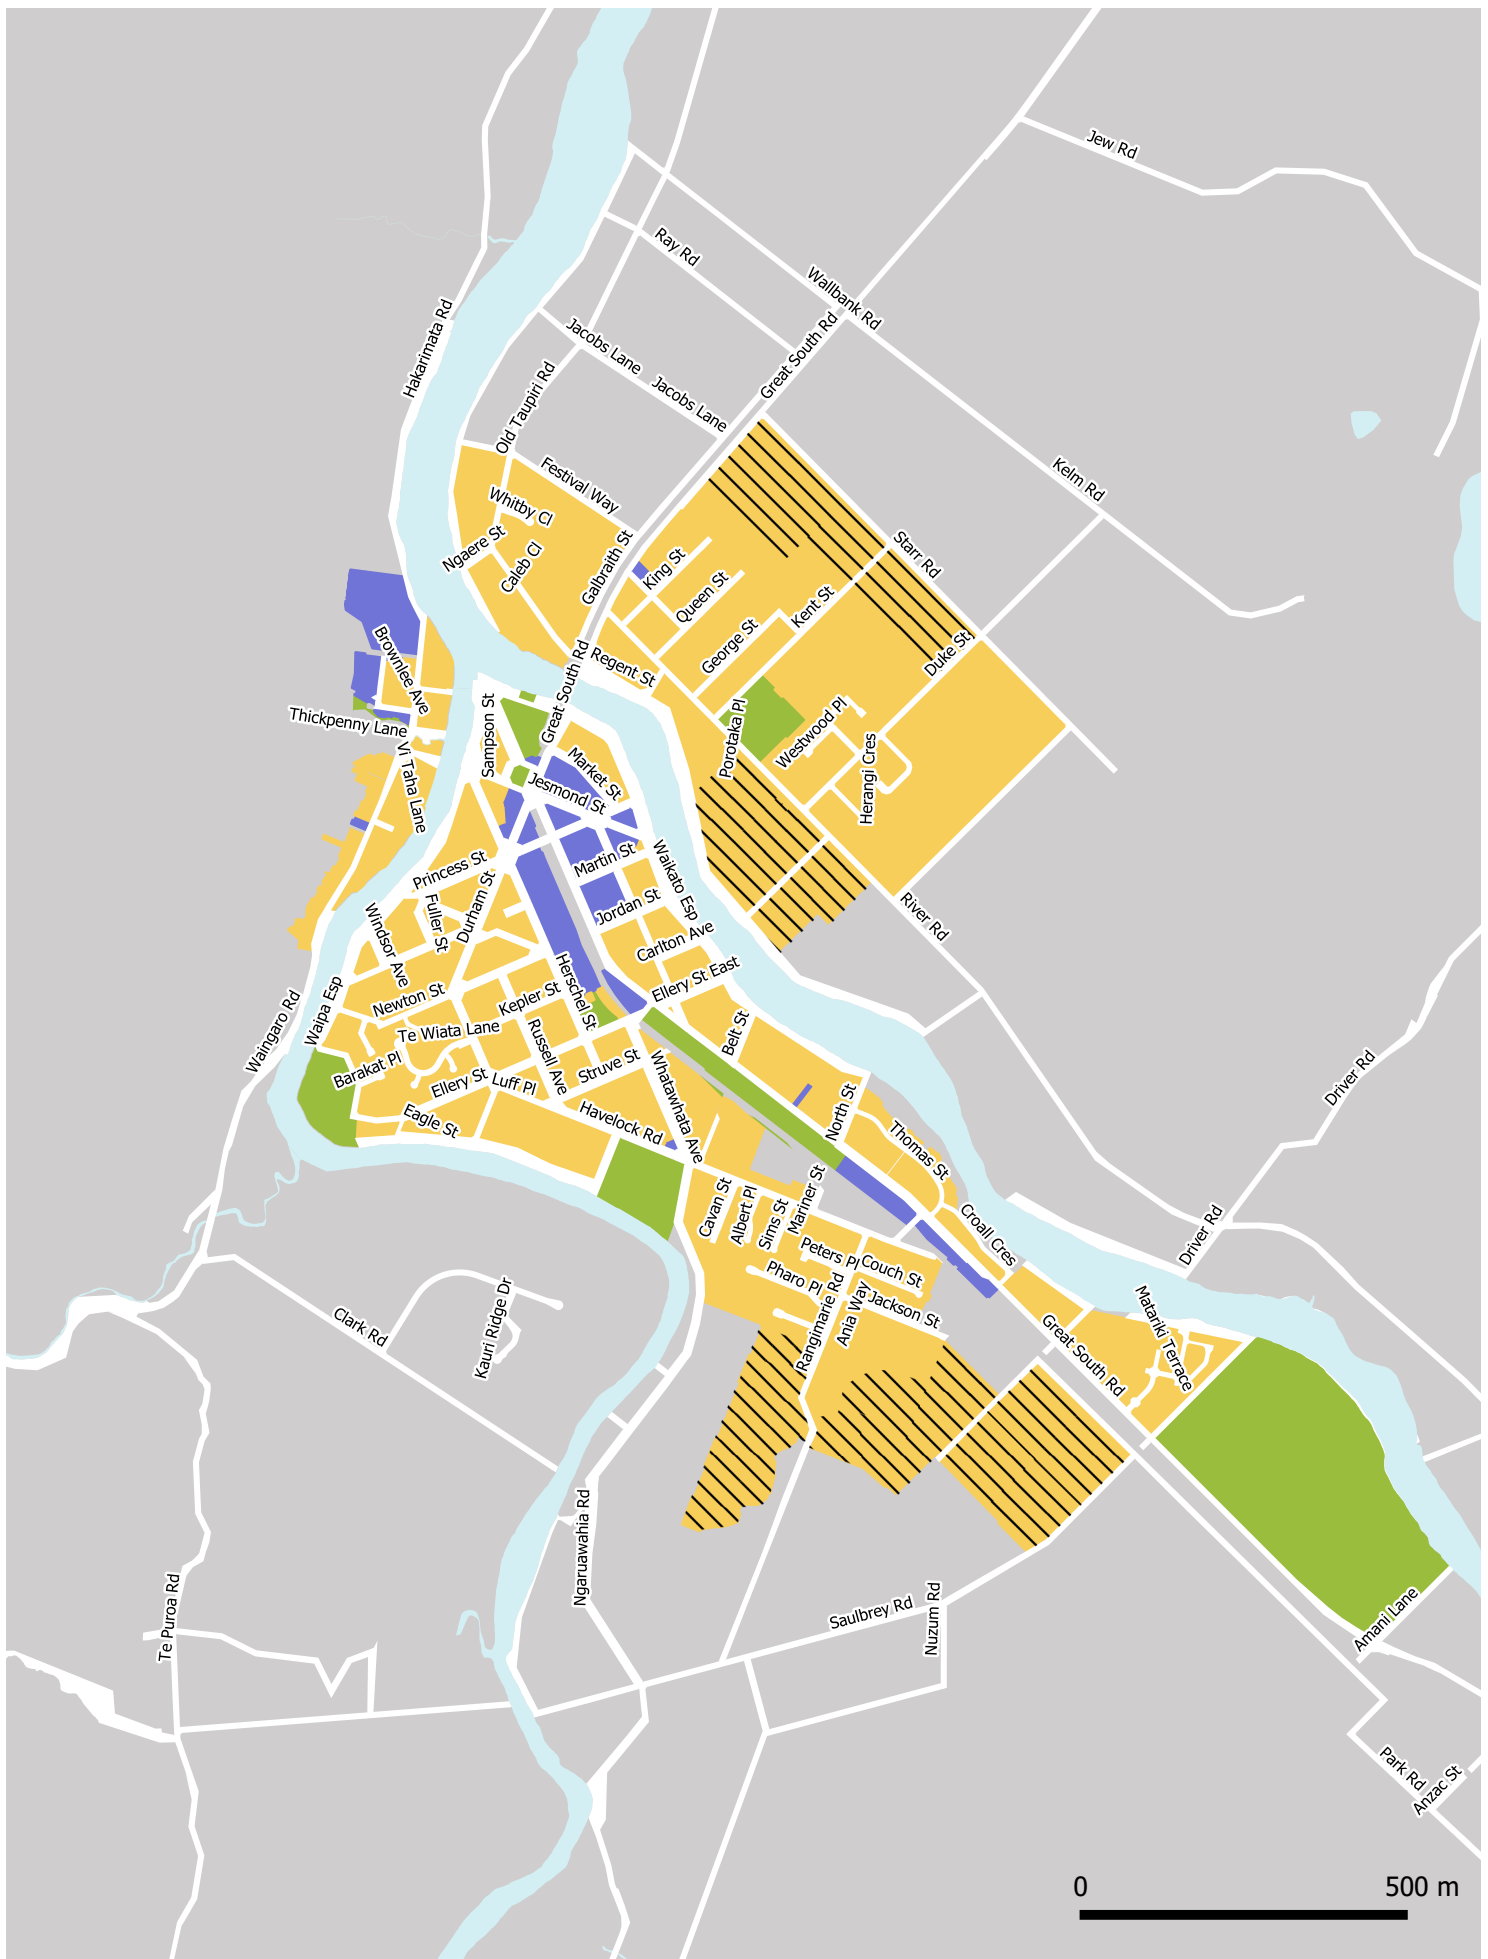 Jew Rd
Ray Rd
Wallbank Rd
Hakarimata Rd
Great South Rd
Jacobs Lane
Jacobs Lane
Old Taupiri Rd
Festival Way
Kelm Rd
Whitby Cl
Ngaere St
Caleb Cl
Galbraith St
King St
Starr Rd
Queen St
Kent St
George St
Duke St
Brownlee Ave
Regent St
Great South Rd
Thickpenny Lane
Sampson St
Porotaka Pl
Westwood Pl
Herangi Cres
Vi Taha Lane
Market St
Jesmond St
Martin St
Waikato Esp
Princess St
Fuller St
Durham St
Jordan St
River Rd
Windsor Ave
Carlton Ave
Ellery St East
Herschel St
Waipa Esp
Newton St
Kepler St
Waingaro Rd
Te Wiata Lane
Russell Ave
Belt St
Barakat Pl
Ellery St
Luff Pl
Struve St
Whatawhata Ave
Driver Rd
Eagle St
Havelock Rd
North St
Thomas St
Cavan St
Albert Pl
Sims St
Mariner St
Croall Cres
Driver Rd
Peters Pl
Couch St
Pharo Pl
Rangimarie Rd
Ania Way
Jackson St
Clark Rd
Kauri Ridge Dr
Great South Rd
Matariki Terrace
Ngaruawahia Rd
Te Puroa Rd
Saulbrey Rd
Nuzum Rd
Amani Lane
Park Rd
Anzac St
0 500 m